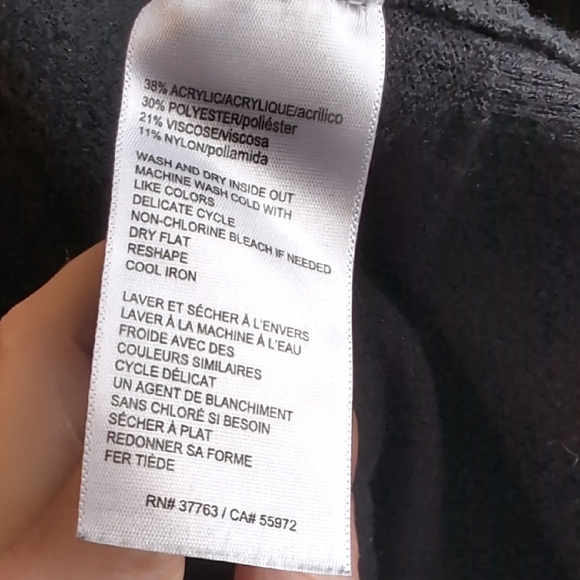 38% ACRYLIC/ACRYLIQUE/acrílico
30% POLYESTER/poliéster
21% VISCOSE/viscosa
11% NYLON/poliamida
WASH AND DRY INSIDE OUT
MACHINE WASH COLD WITH
LIKE COLORS
DELICATE CYCLE
NON-CHLORINE BLEACH IF NEEDED
DRY FLAT
RESHAPE
COOL IRON
LAVER ET SÉCHER À L'ENVERS
LAVER À LA MACHINE À L'EAU
FROIDE AVEC DES
COULEURS SIMILAIRES
CYCLE DÉLICAT
UN AGENT DE BLANCHIMENT
SANS CHLORÉ SI BESOIN
SÉCHER À PLAT
REDONNER SA FORME
FER TIÈDE
RN# 37763 / CA# 55972